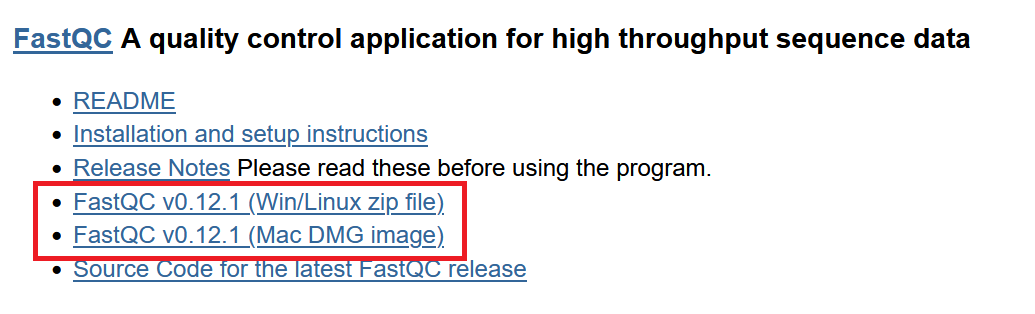 FastQC A quality control application for high throughput sequence data
README
Installation and setup instructions
Release Notes Please read these before using the program.
FastQC v0.12.1 (Win/Linux zip file)
FastQC v0.12.1 (Mac DMG image)
Source Code for the latest FastQC release